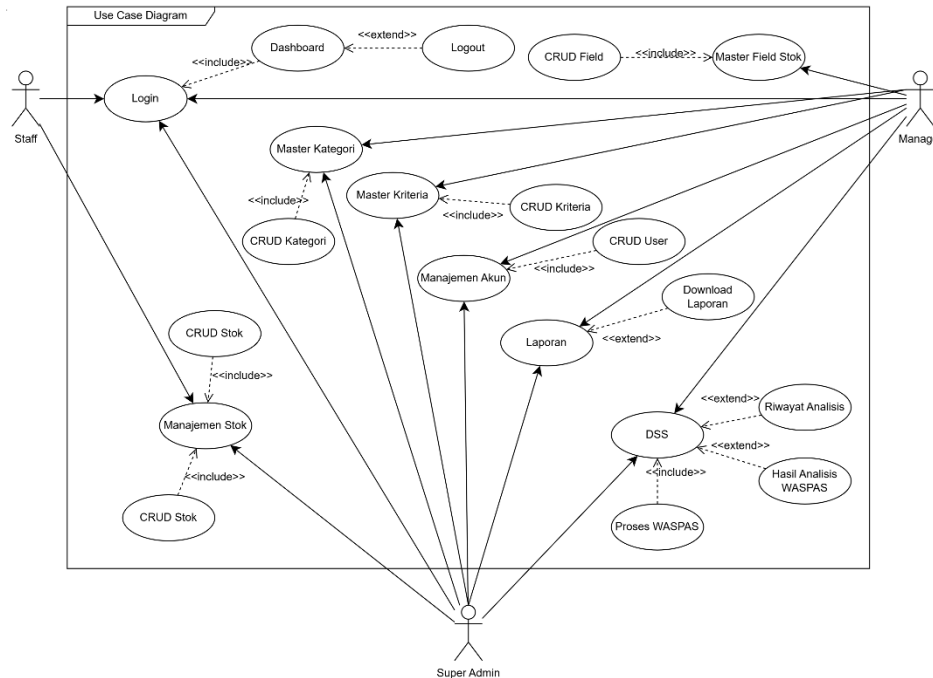 Use Case Diagram
Dashboard
<<extend>>
Logout
<<include>>
CRUD Field
<<include>>
Master Field Stok
Login
Staff
Manag
Master Kategori
<<include>>
CRUD Kategori
Master Kriteria
<<include>>
CRUD Kriteria
CRUD User
<<include>>
Manajemen Akun
Download
Laporan
<<extend>>
Laporan
CRUD Stok
<<include>>
Manajemen Stok
<<include>>
CRUD Stok
<<extend>>
Riwayat Analisis
DSS
<<extend>>
<<include>>
Hasil Analisis
WASPAS
Proses WASPAS
Super Admin